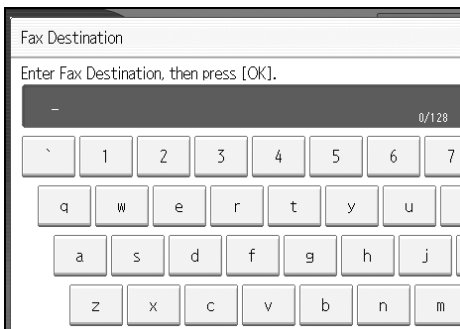 Fax Destination
Enter Fax Destination, then press [OK].
_
0/128
` 1 2 3 4 5 6 7
q w e r t y u
a s d f g h j
z x c v b n m